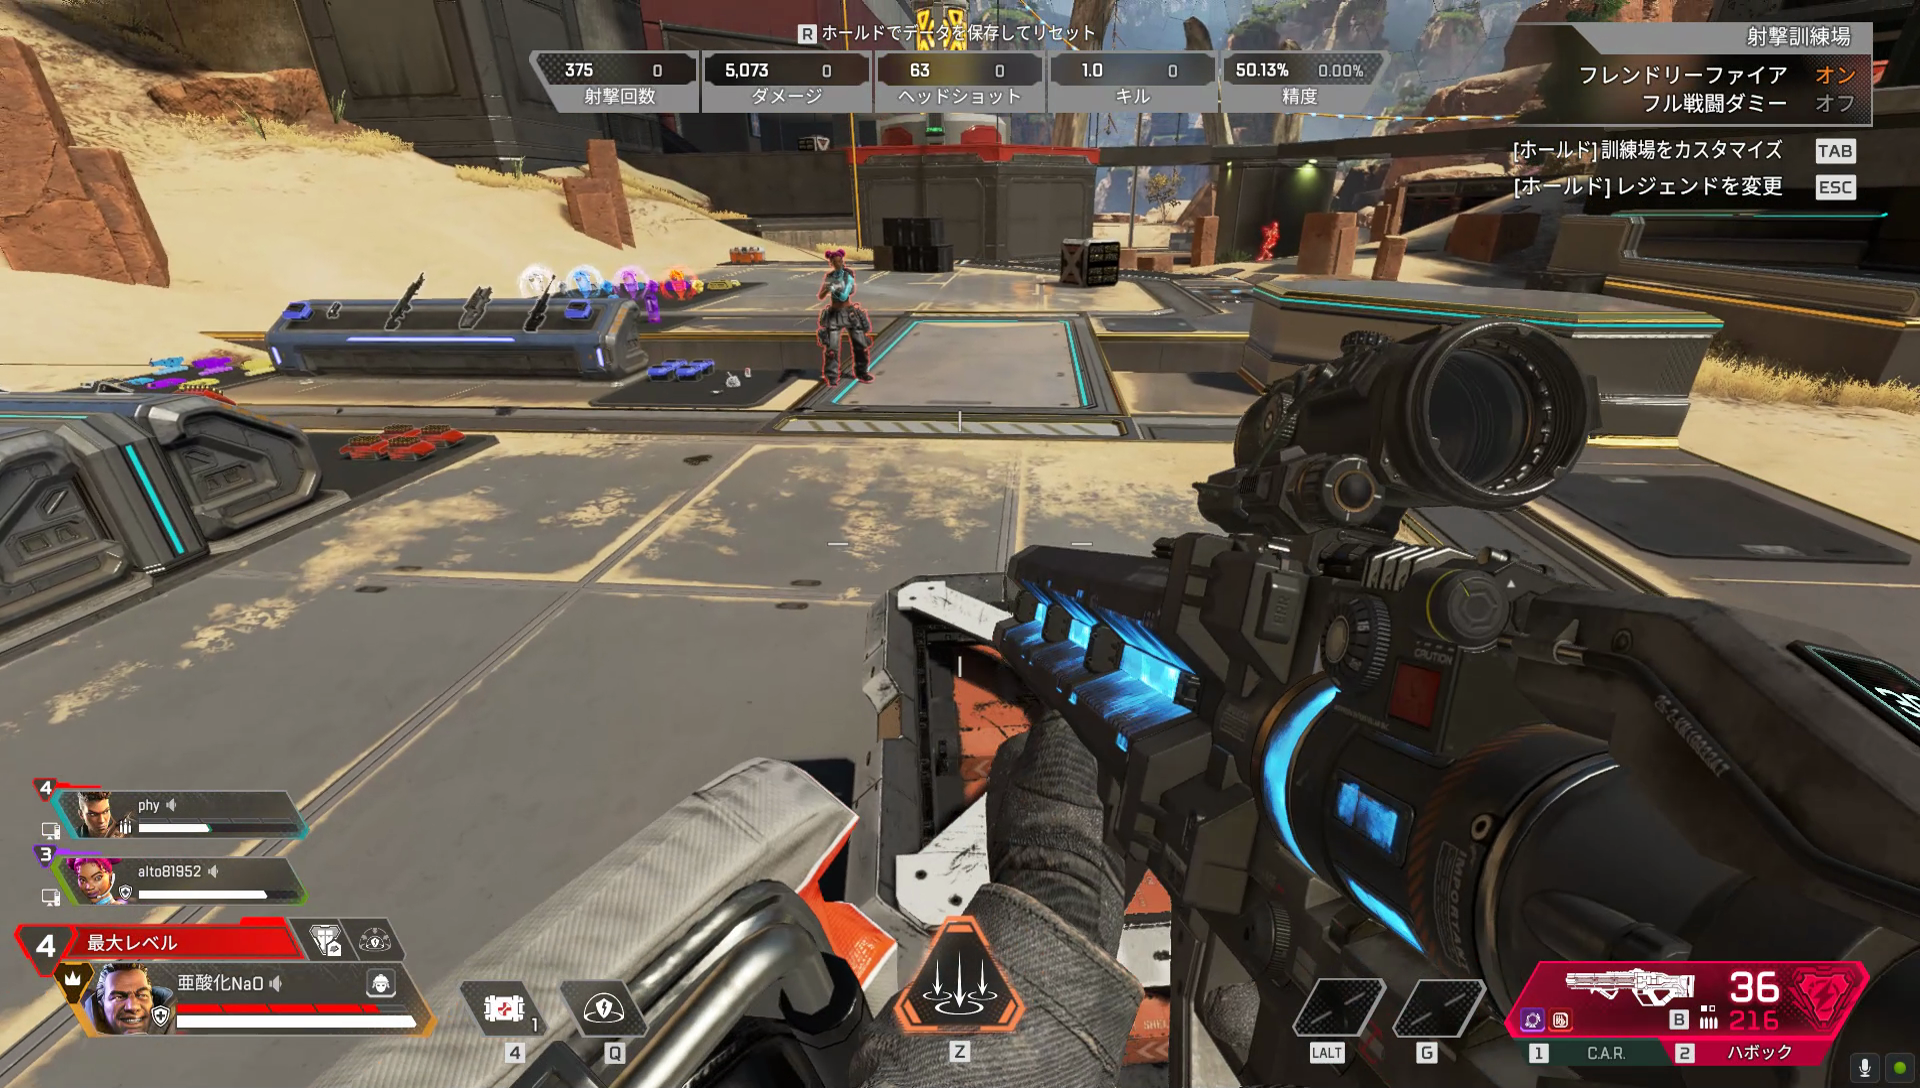 R ホールドでデータを保存してリセット
375 0 5,073 0 63 0 1.0 0 50.13% 0.00%
射撃回数 ダメージ ヘッドショット キル 精度
射撃訓練場
フレンドリーファイア オン
フル戦闘ダミー オフ
[ホールド]訓練場をカスタマイズ TAB
[ホールド]レジェンドを変更 ESC
CAUTION
4
phy
3
alto81952
4 最大レベル
亜酸化NaO
1
4 Q Z LALT G
36
B 216
1 C.A.R. 2 ハボック